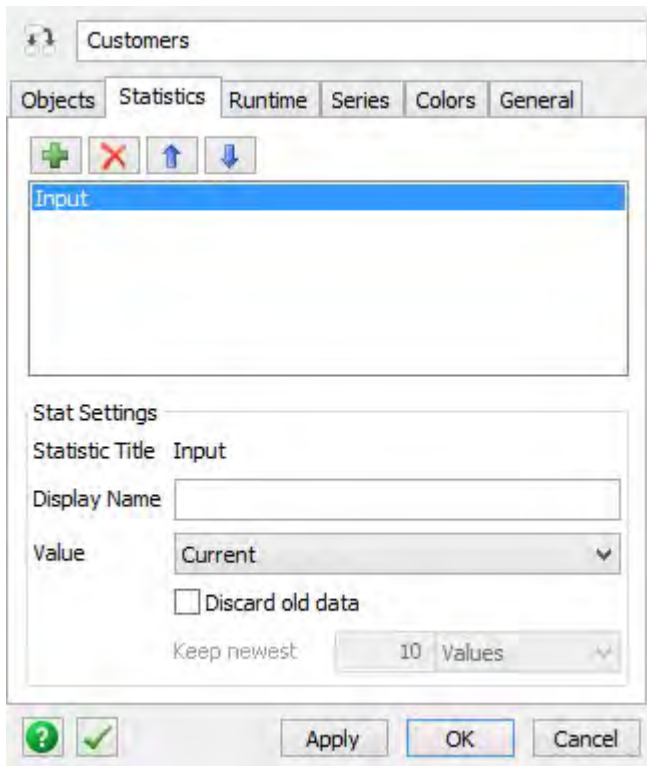 Customers
Objects Statistics Runtime Series Colors General
Input
Stat Settings
Statistic Title Input
Display Name
Value Current
Discard old data
Keep newest 10 Values
? Apply OK Cancel